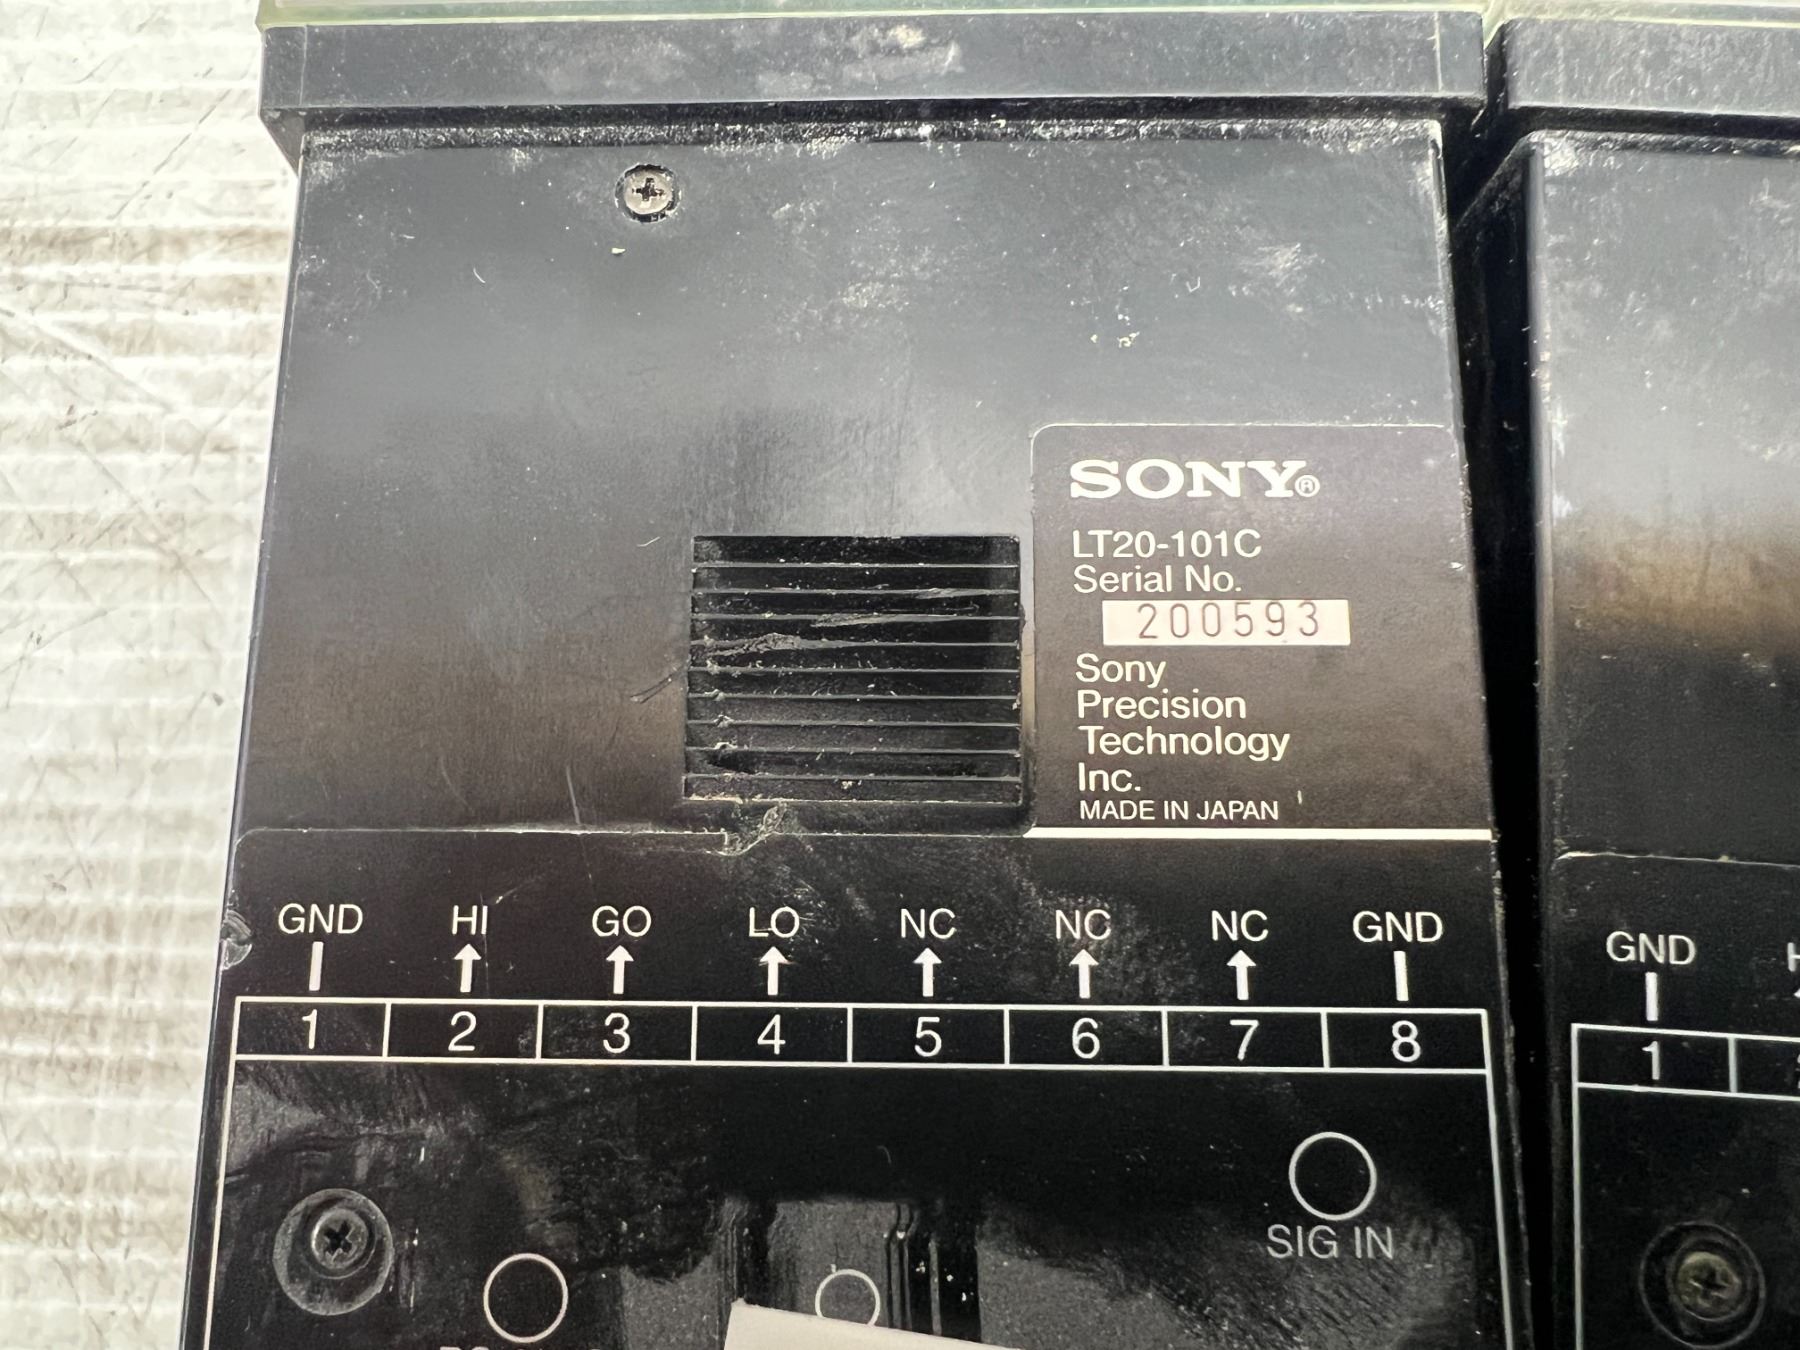 SONY®
LT20-101C
Serial No.
200593
Sony
Precision
Technology
Inc.
MADE IN JAPAN
GND HI GO LO NC NC NC GND
1 2 3 4 5 6 7 8
SIG IN
GND
1